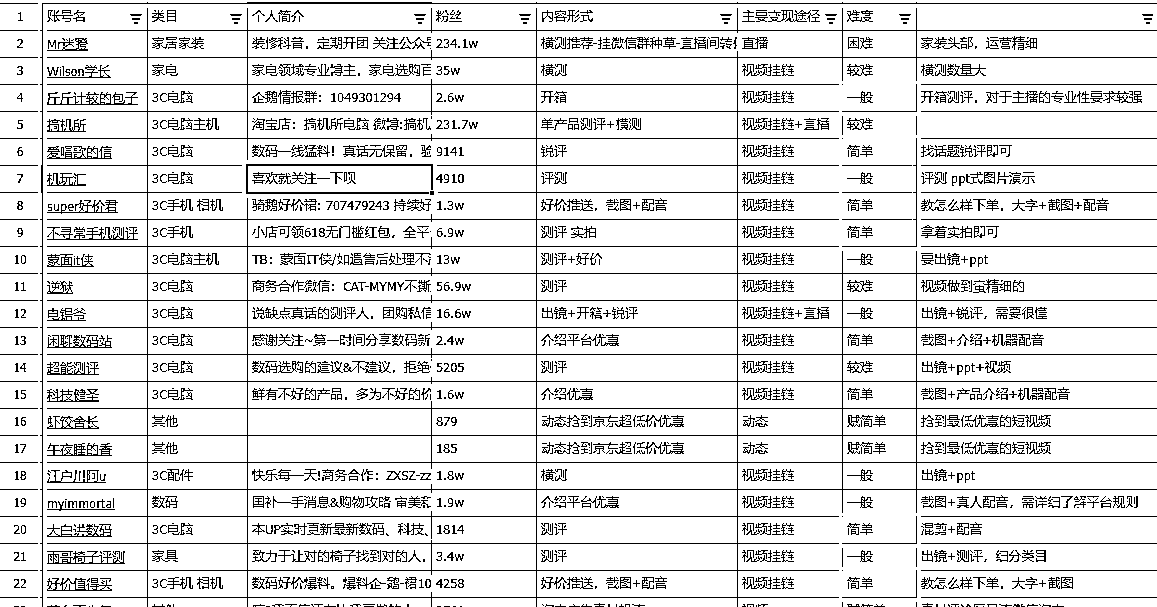 1 账号名 类目 个人简介 粉丝 内容形式 主要变现途径 难度
2 Mr迷瞪 家居家装 装修科普，定期开团 关注公众号 234.1w 横测推荐-挂微信群种草-直播间转化 直播 困难 家装头部，运营精细
3 Wilson学长 家电 家电领域专业博主，家电选购百 35w 横测 视频挂链 较难 横测数量大
4 斤斤计较的包子 3C电脑 企鹅情报群：1049301294 2.6w 开箱 视频挂链 一般 开箱测评，对于主播的专业性要求较强
5 搞机所 3C电脑主机 淘宝店：搞机所电脑 微博:搞机 231.7w 单产品测评+横测 视频挂链+直播 较难
6 爱唱歌的信 3C电脑 数码一线猛料！真话无保留，验 9141 锐评 视频挂链 简单 找话题锐评即可
7 机玩汇 3C电脑 喜欢就关注一下呗 4910 评测 视频挂链 一般 评测 ppt式图片演示
8 super好价君 3C手机 相机 骑鹅好价裙: 707479243 持续好 1.3w 好价推送，截图+配音 视频挂链 简单 教怎么样下单，大字+截图+配音
9 不寻常手机测评 3C手机 小店可领618无门槛红包，全平 6.9w 测评 实拍 视频挂链 简单 拿着实拍即可
10 蒙面it侠 3C电脑主机 TB：蒙面IT侠/如遇售后处理不 13w 测评+好价 视频挂链 一般 要出镜+ppt
11 逆狱 3C电脑 商务合作微信：CAT-MYMY不撕 56.9w 测评 视频挂链 较难 视频做到蛮精细的
12 电锯爷 3C电脑 说缺点真话的测评人，团购私信 16.6w 出镜+开箱+锐评 视频挂链+直播 一般 出镜+锐评，需要很懂
13 闲聊数码站 3C电脑 感谢关注~第一时间分享数码新 2.4w 介绍平台优惠 视频挂链 简单 截图+介绍+机器配音
14 超能测评 3C电脑 数码选购的建议&不建议，拒绝 5205 测评 视频挂链 较难 出镜+ppt+视频
15 科技健圣 3C电脑 鲜有不好的产品，多为不好的价 1.6w 介绍优惠 视频挂链 简单 截图+产品介绍+机器配音
16 虾饺舍长 其他 879 动态捡到京东超低价优惠 动态 贼简单 捡到最低优惠的短视频
17 午夜睡的香 其他 185 动态捡到京东超低价优惠 动态 贼简单 捡到最低优惠的短视频
18 江户川阿u 3C配件 快乐每一天!商务合作：ZXSZ-zz 1.8w 横测 视频挂链 一般 出镜+ppt
19 myimmortal 数码 国补一手消息&购物攻略 审美积 1.9w 介绍平台优惠 视频挂链 一般 截图+真人配音，需详细了解平台规则
20 大白讲数码 3C电脑 本UP实时更新最新数码、科技、 1814 测评 视频挂链 简单 混剪+配音
21 雨哥椅子评测 家具 致力于让对的椅子找到对的人， 3.4w 测评 视频挂链 一般 出镜+测评，细分类目
22 好价值得买 3C手机 相机 数码好价爆料。爆料企-鹅-裙10 4258 好价推送，截图+配音 视频挂链 简单 教怎么样下单，大字+截图